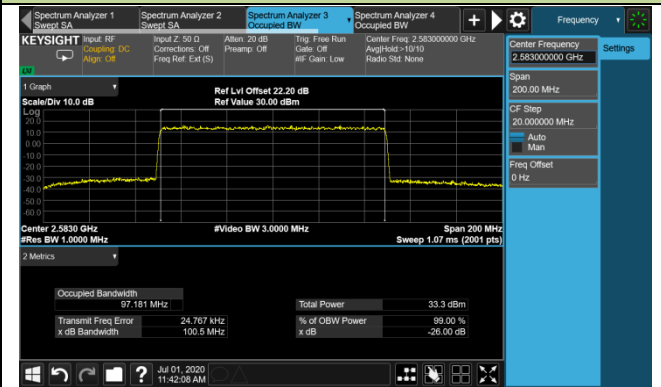 Spectrum Analyzer 1
Swept SA
Spectrum Analyzer 2
Swept SA
Spectrum Analyzer 3
Occupied BW
Spectrum Analyzer 4
Occupied BW
Frequency
KEYSIGHT
Input: RF
Coupling: DC
Align: Off
Input Z: 50 Ω
Corrections: Off
Freq Ref: Ext (S)
Atten: 20 dB
Preamp: Off
Trig: Free Run
Gate: Off
#IF Gain: Low
Center Freq: 2.583000000 GHz
Avg|Hold:>10/10
Radio Std: None
LV
Center Frequency
2.583000000 GHz
Settings
Span
200.00 MHz
CF Step
20.000000 MHz
Auto
Man
Freq Offset
0 Hz
1 Graph
Scale/Div 10.0 dB
Ref Lvl Offset 22.20 dB
Ref Value 30.00 dBm
Log
20.0
10.0
0.00
-10.0
-20.0
-30.0
-40.0
-50.0
-60.0
Center 2.5830 GHz
#Res BW 1.0000 MHz
#Video BW 3.0000 MHz
Span 200 MHz
Sweep 1.07 ms (2001 pts)
2 Metrics
Occupied Bandwidth
97.181 MHz
Total Power 33.3 dBm
Transmit Freq Error 24.767 kHz
% of OBW Power 99.00 %
x dB Bandwidth 100.5 MHz
x dB -26.00 dB
?
Jul 01, 2020
11:42:08 AM